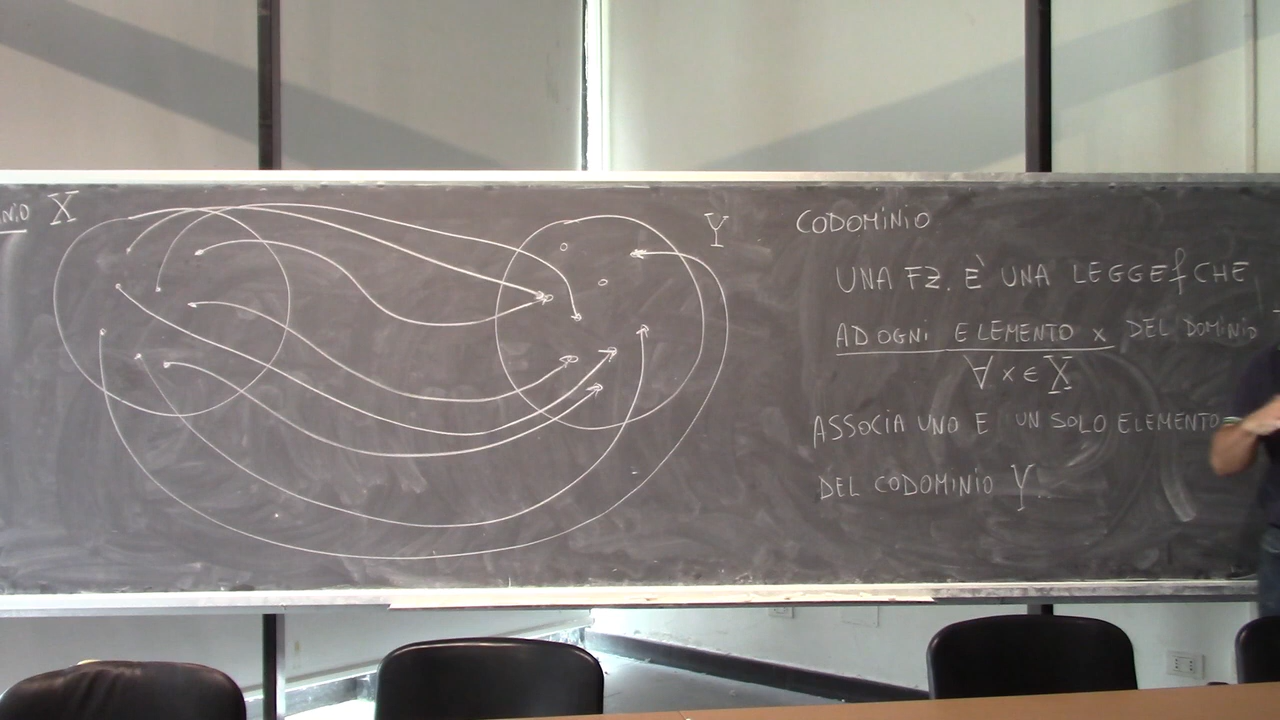 NIO X
Y
CODOMINIO
UNA FZ. È UNA LEGGE f CHE
AD OGNI ELEMENTO x DEL DOMINIO
∀ x ∈ X
ASSOCIA UNO E UN SOLO ELEMENTO
DEL CODOMINIO Y.